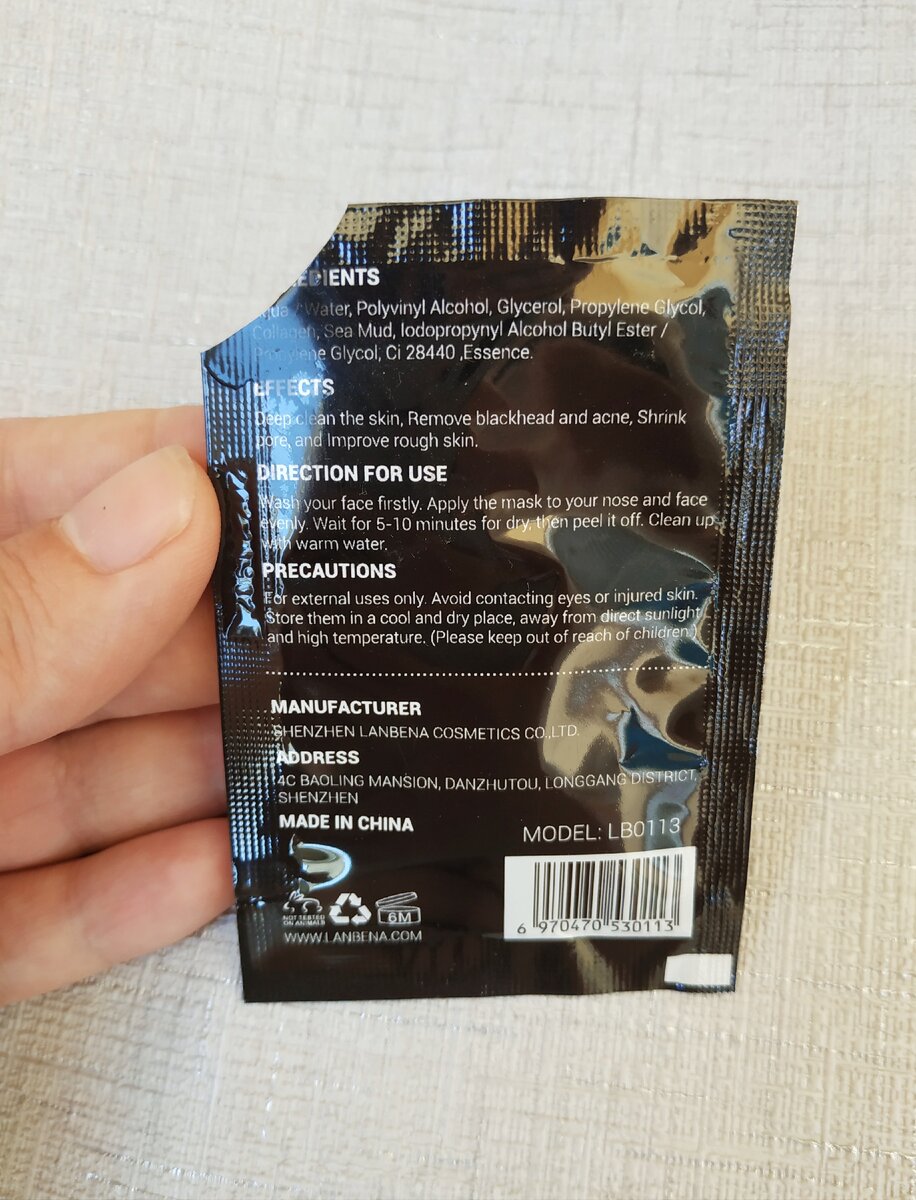 EDIENTS
Aqua / Water, Polyvinyl Alcohol, Glycerol, Propylene Glycol,
Collagen, Sea Mud, Iodopropynyl Alcohol Butyl Ester /
Propylene Glycol, Ci 28440 ,Essence.
EFFECTS
Deep clean the skin, Remove blackhead and acne, Shrink
pore, and Improve rough skin.
DIRECTION FOR USE
Wash your face firstly. Apply the mask to your nose and face
evenly. Wait for 5-10 minutes for dry, then peel it off. Clean up
with warm water.
PRECAUTIONS
For external uses only. Avoid contacting eyes or injured skin.
Store them in a cool and dry place, away from direct sunlight
and high temperature. (Please keep out of reach of children.)
MANUFACTURER
SHENZHEN LANBENA COSMETICS CO.,LTD.
ADDRESS
4C BAOLING MANSION, DANZHUTOU, LONGGANG DISTRICT,
SHENZHEN
MADE IN CHINA
MODEL: LB0113
NOT TESTED
ON ANIMALS
6M
WWW.LANBENA.COM
6 970470 530113